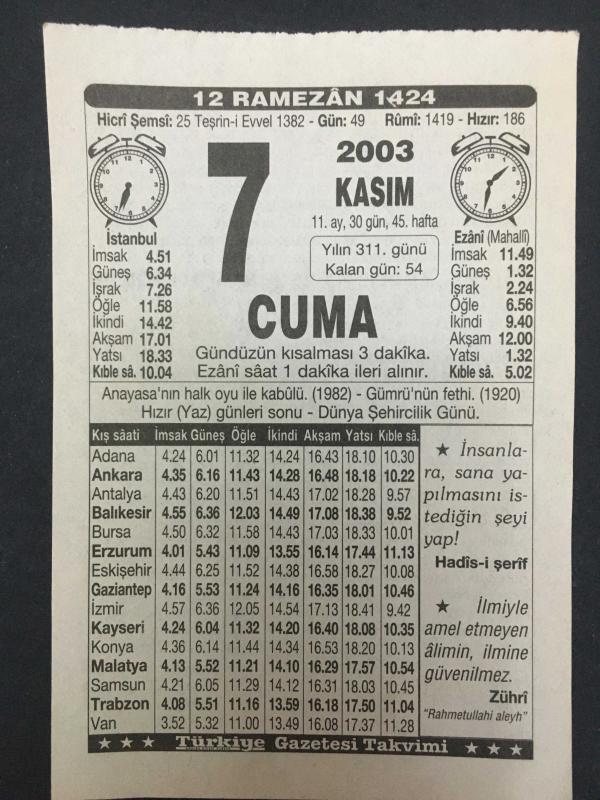 12 RAMEZÂN 1424
Hicrî Şemsî: 25 Teşrin-i Evvel 1382 - Gün: 49 Rûmî: 1419 - Hızır: 186
7
2003
KASIM
11. ay, 30 gün, 45. hafta
Yılın 311. günü
Kalan gün: 54
CUMA
Gündüzün kısalması 3 dakîka.
Ezânî sâat 1 dakîka ileri alınır.
İstanbul
İmsak 4.51
Güneş 6.34
İşrak 7.26
Öğle 11.58
İkindi 14.42
Akşam 17.01
Yatsı 18.33
Kıble sâ. 10.04
Ezânî (Mahallî)
İmsak 11.49
Güneş 1.32
İşrak 2.24
Öğle 6.56
İkindi 9.40
Akşam 12.00
Yatsı 1.32
Kıble sâ. 5.02
Anayasa'nın halk oyu ile kabûlü. (1982) - Gümrü'nün fethi. (1920)
Hızır (Yaz) günleri sonu - Dünya Şehircilik Günü.
Kış sâati İmsak Güneş Öğle İkindi Akşam Yatsı Kıble sâ.
Adana 4.24 6.01 11.32 14.24 16.43 18.10 10.30
Ankara 4.35 6.16 11.43 14.28 16.48 18.18 10.22
Antalya 4.43 6.20 11.51 14.43 17.02 18.28 9.57
Balıkesir 4.55 6.36 12.03 14.49 17.08 18.38 9.52
Bursa 4.50 6.32 11.58 14.43 17.03 18.33 10.01
Erzurum 4.01 5.43 11.09 13.55 16.14 17.44 11.13
Eskişehir 4.44 6.25 11.52 14.38 16.58 18.27 10.08
Gaziantep 4.16 5.53 11.24 14.16 16.35 18.01 10.46
İzmir 4.57 6.36 12.05 14.54 17.13 18.41 9.42
Kayseri 4.24 6.04 11.32 14.20 16.40 18.08 10.35
Konya 4.36 6.14 11.44 14.34 16.53 18.20 10.13
Malatya 4.13 5.52 11.21 14.10 16.29 17.57 10.54
Samsun 4.21 6.05 11.29 14.12 16.31 18.03 10.45
Trabzon 4.08 5.51 11.16 13.59 16.18 17.50 11.04
Van 3.52 5.32 11.00 13.49 16.08 17.37 11.28
★ İnsanla-
ra, sana ya-
pılmasını is-
tediğin şeyi
yap!
Hadîs-i şerîf
★ İlmiyle
amel etmeyen
âlimin, ilmine
güvenilmez.
Zührî
"Rahmetullahi aleyh"
★ ★ ★ Türkiye Gazetesi Takvimi ★ ★ ★